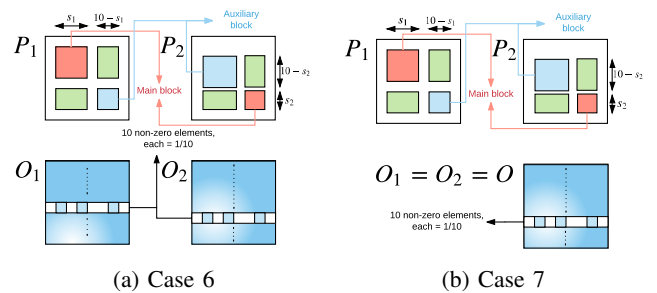 s₁ 10−s₁
Auxiliary
block
P₁ P₂
10−s₂
Main block
s₂
10 non-zero elements,
each = 1/10
O₁ O₂
(a) Case 6
s₁ 10−s₁
Auxiliary
block
P₁ P₂
10−s₂
Main block
s₂
O₁ = O₂ = O
10 non-zero elements,
each = 1/10
(b) Case 7